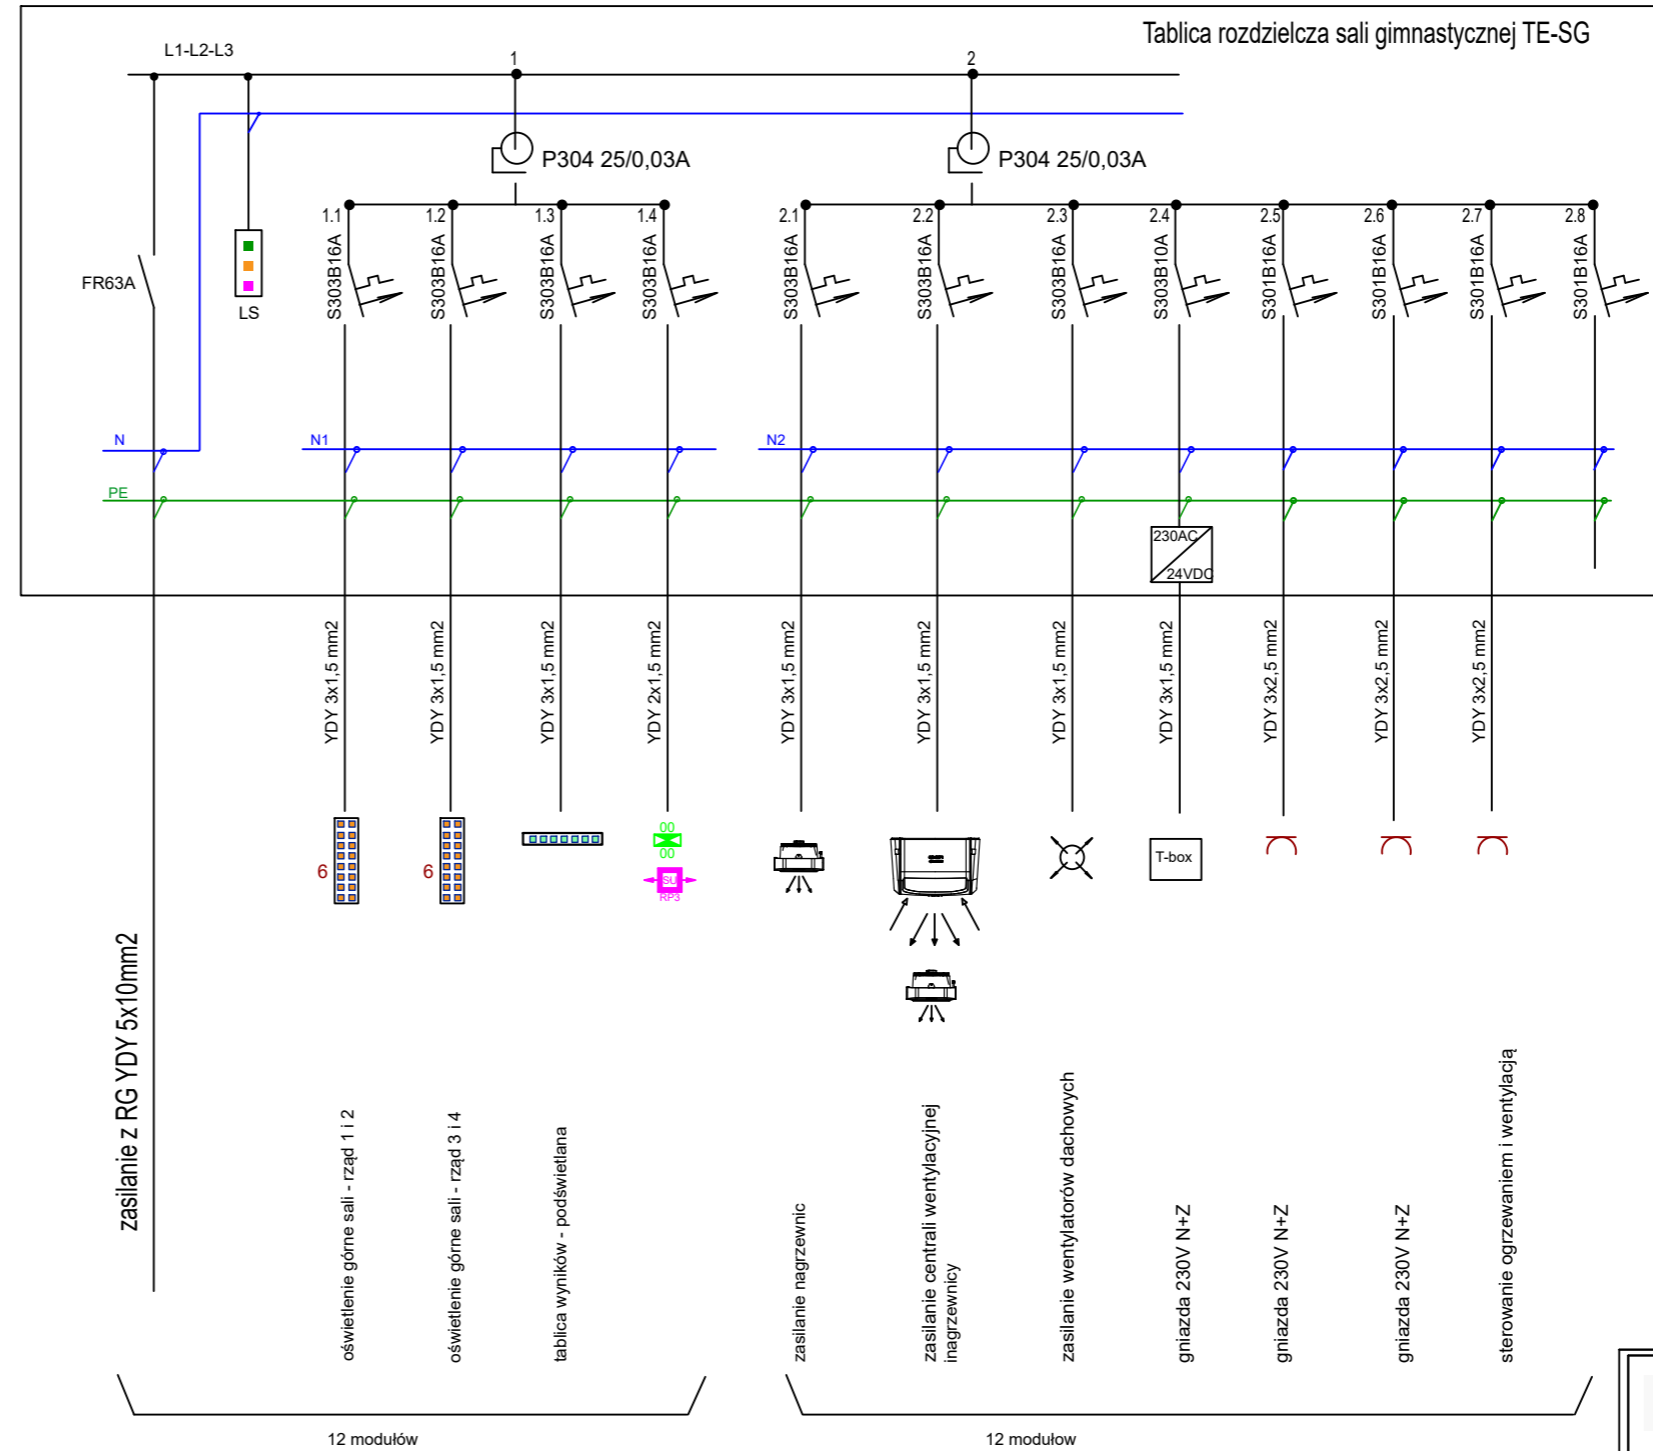 Tablica rozdzielcza sali gimnastycznej TE-SG
L1-L2-L3
1
2
P304 25/0,03A
P304 25/0,03A
1.1
1.2
1.3
1.4
2.1
2.2
2.3
2.4
2.5
2.6
2.7
2.8
S303B16A
S303B16A
S303B16A
S303B16A
S303B16A
S303B16A
S303B16A
S303B10A
S301B16A
S301B16A
S301B16A
S301B16A
FR63A
LS
N
N1
N2
PE
230AC
24VDC
YDY 3x1,5 mm2
YDY 3x1,5 mm2
YDY 3x1,5 mm2
YDY 2x1,5 mm2
YDY 3x1,5 mm2
YDY 3x1,5 mm2
YDY 3x1,5 mm2
YDY 3x1,5 mm2
YDY 3x2,5 mm2
YDY 3x2,5 mm2
YDY 3x2,5 mm2
6
6
00
00
SU
RP3
T-box
zasilanie z RG YDY 5x10mm2
oświetlenie górne sali - rząd 1 i 2
oświetlenie górne sali - rząd 3 i 4
tablica wyników - podświetlana
zasilanie nagrzewnic
zasilanie centrali wentylacyjnej
inagrzewnicy
zasilanie wentylatorów dachowych
gniazda 230V N+Z
gniazda 230V N+Z
gniazda 230V N+Z
sterowanie ogrzewaniem i wentylacją
12 modułów
12 modułow